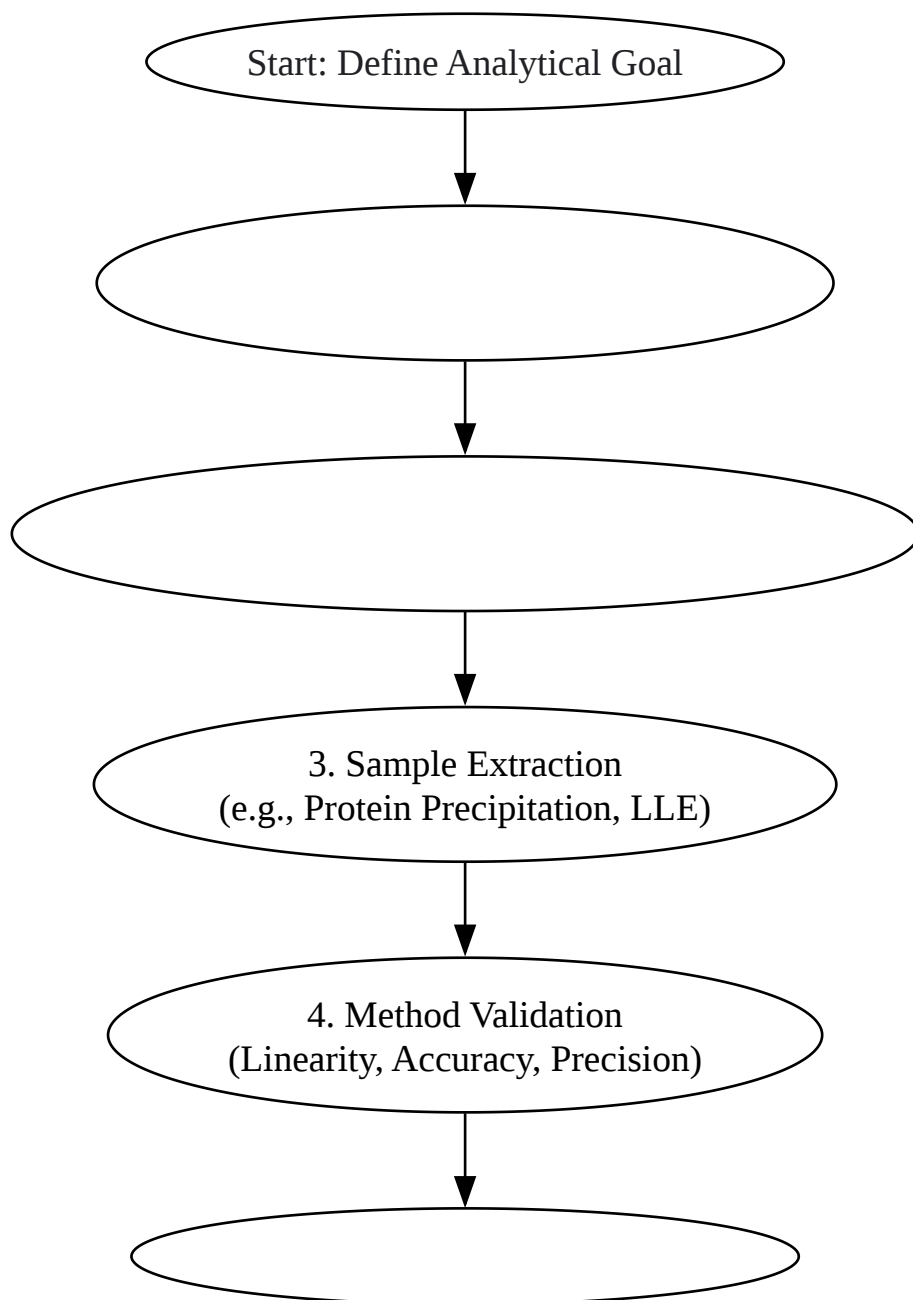 Start: Define Analytical Goal
3. Sample Extraction
(e.g., Protein Precipitation, LLE)
4. Method Validation
(Linearity, Accuracy, Precision)